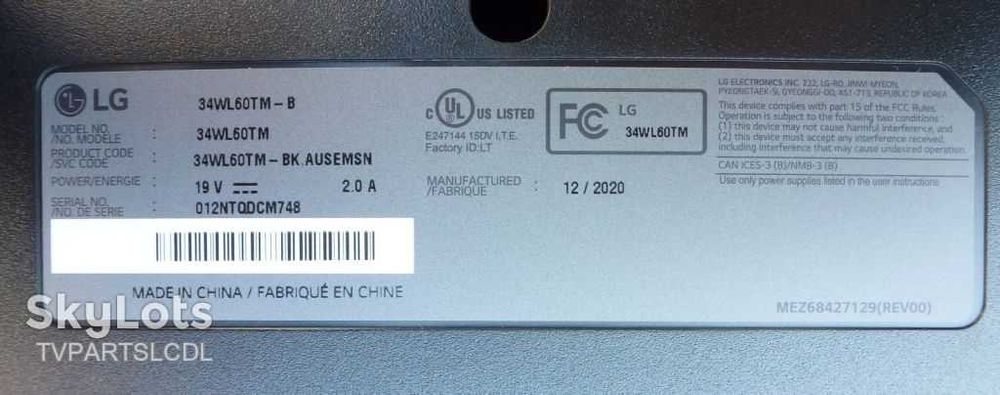 LG 34WL60TM-B
MODEL NO. /NO. MODELE : 34WL60TM
PRODUCT CODE /SVC CODE : 34WL60TM-BK.AUSEMSN
POWER/ENERGIE : 19 V 2.0 A
SERIAL NO. /NO. DE SERIE : 012NTQDCM748
MADE IN CHINA / FABRIQUÉ EN CHINE
C UL US LISTED
E247144 150V I.T.E.
Factory ID:LT
FC LG
34WL60TM
MANUFACTURED /FABRIQUE : 12 / 2020
LG ELECTRONICS INC. 222, LG-RO, JINWI-MYEON,
PYEONGTAEK-SI, GYEONGGI-DO, 451-713, REPUBLIC OF KOREA
This device complies with part 15 of the FCC Rules.
Operation is subject to the following two conditions:
(1) this device may not cause harmful interference, and
(2) this device must accept any interference received,
including interference that may cause undesired operation.
CAN ICES-3 (B)/NMB-3 (B)
Use only power supplies listed in the user instructions.
MEZ68427129(REV00)
SkyLots
TVPARTSLCDL